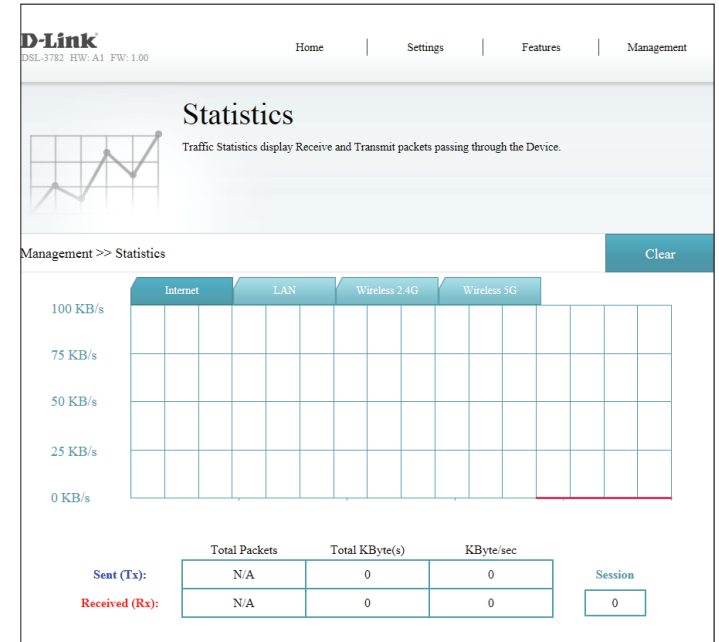 D-Link
DSL-3782 HW: A1 FW: 1.00
Home Settings Features Management
Statistics
Traffic Statistics display Receive and Transmit packets passing through the Device.
Management >> Statistics Clear
Internet LAN Wireless 2.4G Wireless 5G
100 KB/s
75 KB/s
50 KB/s
25 KB/s
0 KB/s
Total Packets Total KByte(s) KByte/sec
Sent (Tx): N/A 0 0 Session
Received (Rx): N/A 0 0 0